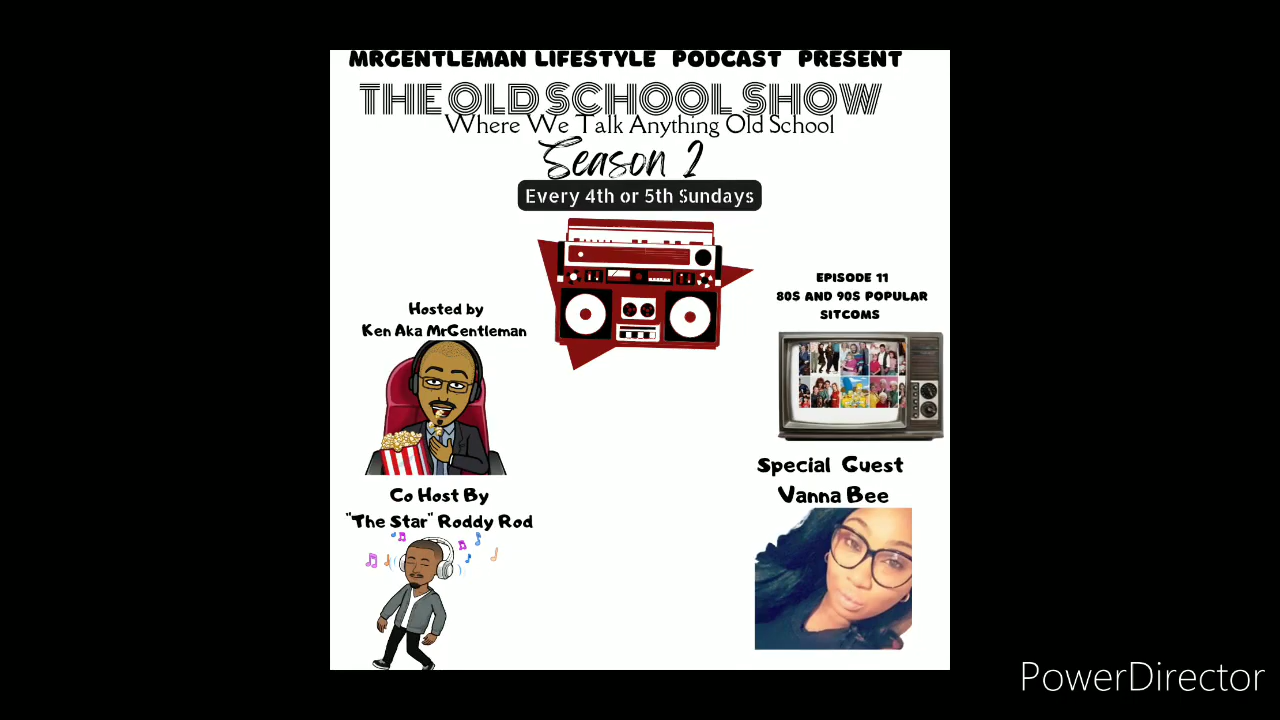 MRGENTLEMAN LIFESTYLE PODCAST PRESENT
THE OLD SCHOOL SHOW
Where We Talk Anything Old School
Season 2
Every 4th or 5th Sundays
EPISODE 11
80S AND 90S POPULAR
SITCOMS
Hosted by
Ken Aka MrGentleman
Special Guest
Vanna Bee
Co Host By
"The Star" Roddy Rod
PowerDirector